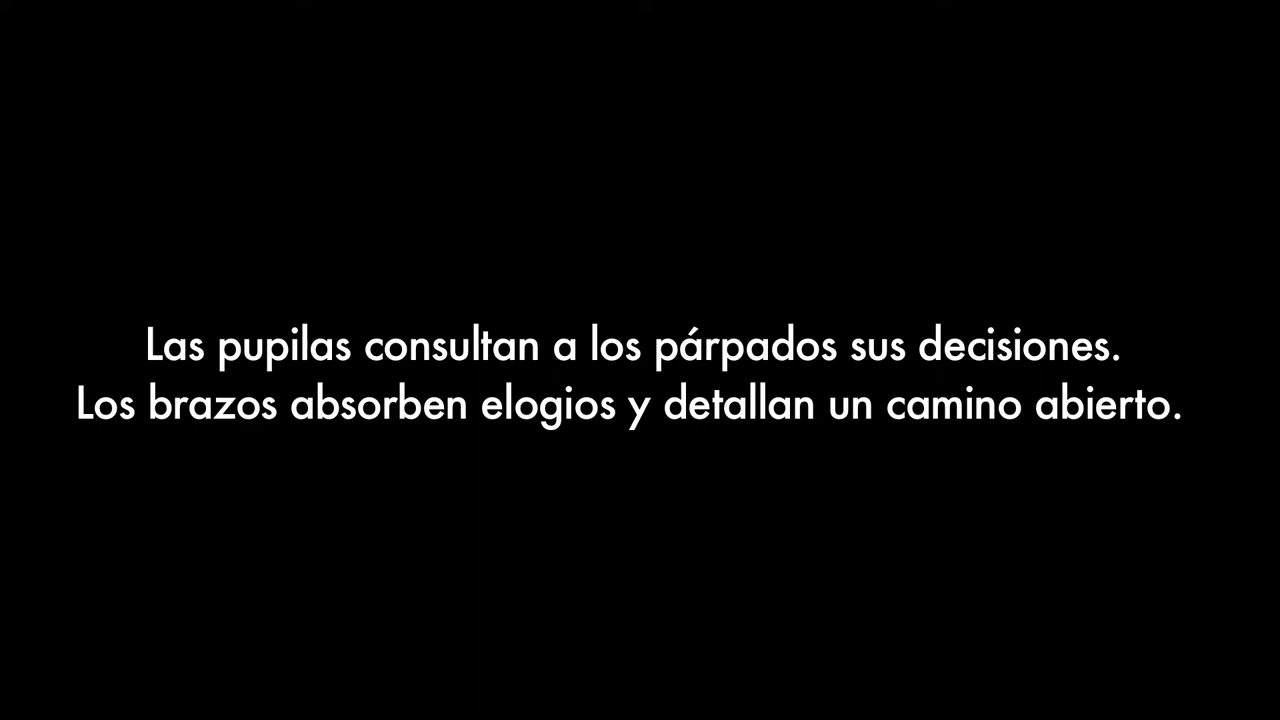 Las pupilas consultan a los párpados sus decisiones.
Los brazos absorben elogios y detallan un camino abierto.